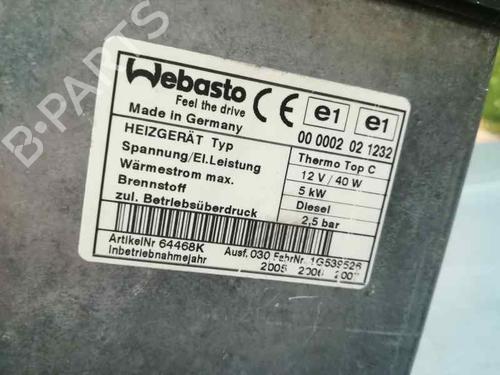 Webasto
Feel the drive
Made in Germany
CE
e1
e1
00 0002
02 1232
HEIZGERÄT Typ
Thermo Top C
Spannung/El.Leistung
12 V / 40 W
Wärmestrom max.
5 kW
Brennstoff
Diesel
zul. Betriebsüberdruck
2,5 bar
ArtikelNr 64468K
Ausf. 030 FabrNr. 1G539526
Inbetriebnahmejahr
2005 2006 2007
B-PARTS